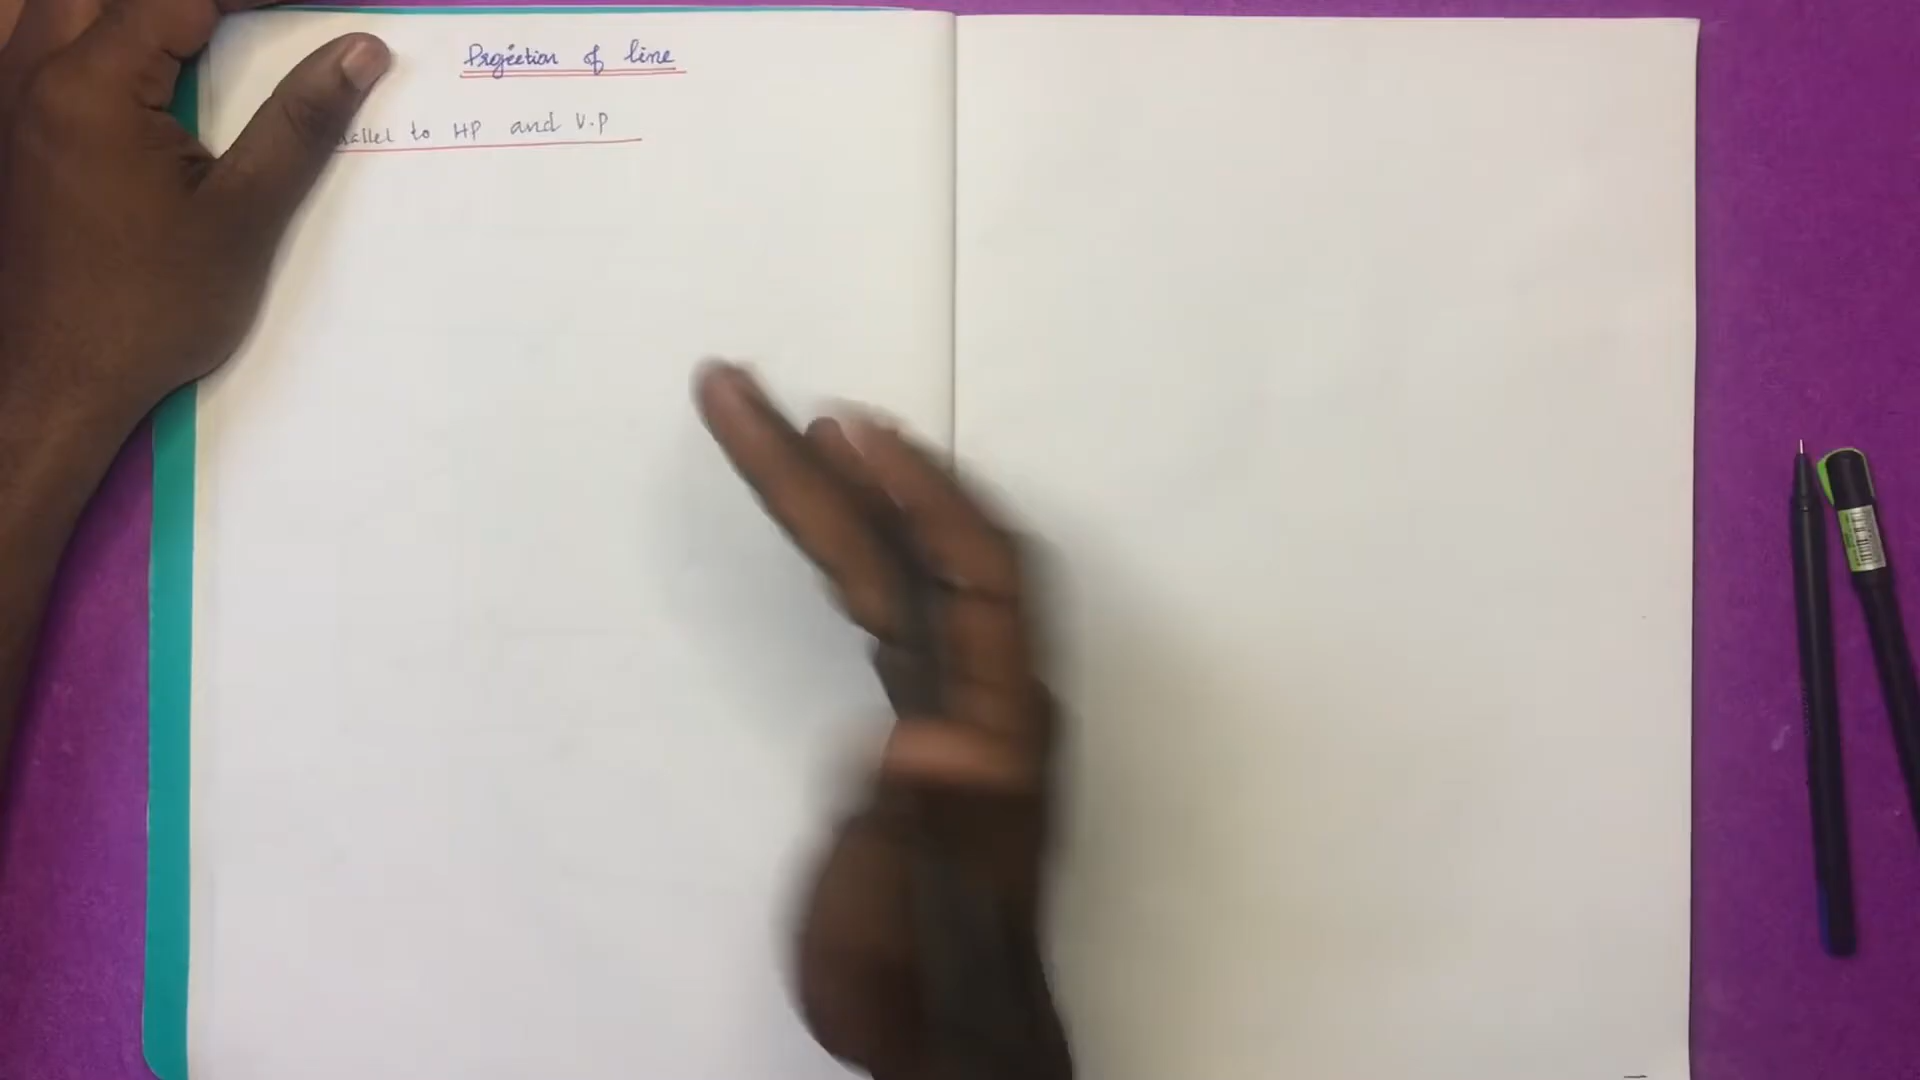 Projection of line
allel to HP and V.P